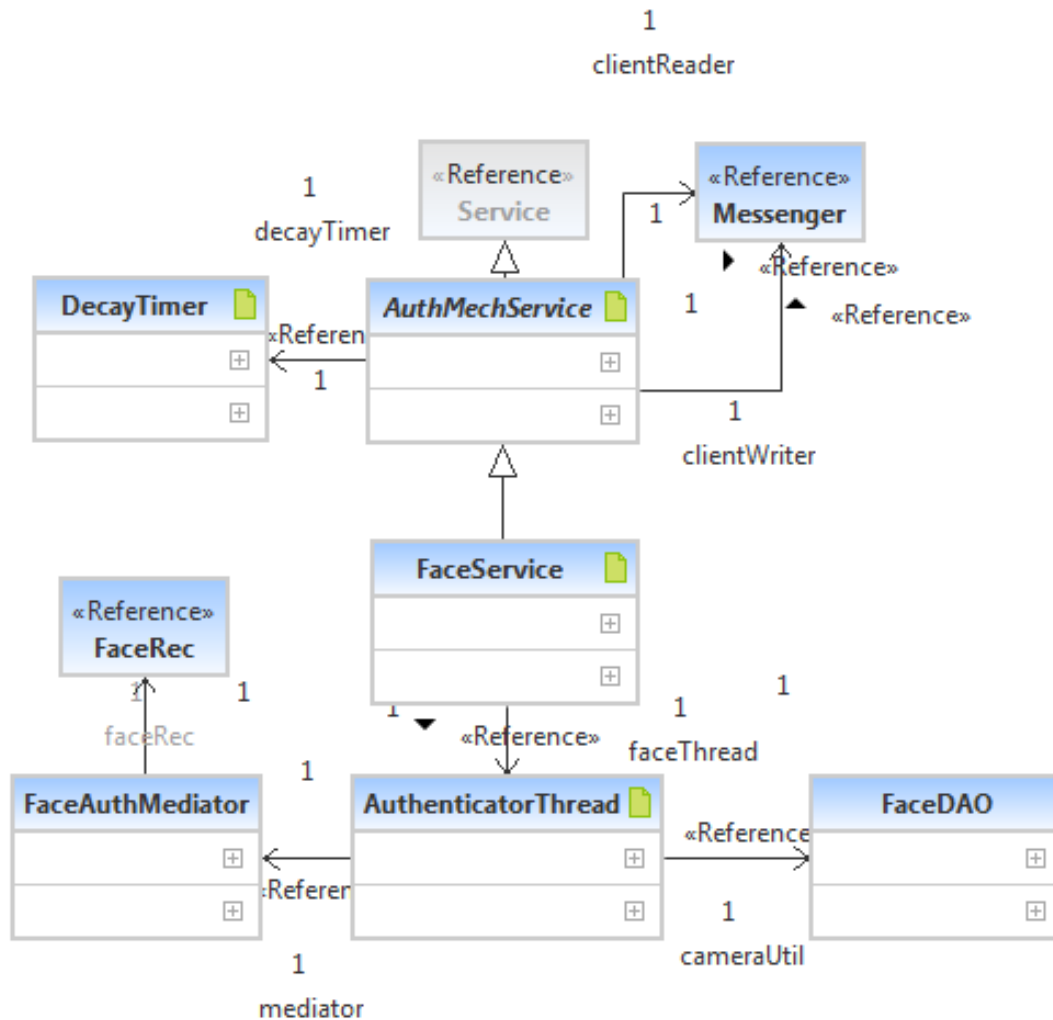 1
clientReader
«Reference»
Service
«Reference»
Messenger
1
decayTimer
1
«Reference»
1
«Reference»
DecayTimer
«Referen
1
AuthMechService
1
clientWriter
FaceService
«Reference»
FaceRec
1
faceRec
1
1
«Reference»
1
faceThread
1
1
FaceAuthMediator
AuthenticatorThread
FaceDAO
«Reference
«Referen
1
cameraUtil
1
mediator